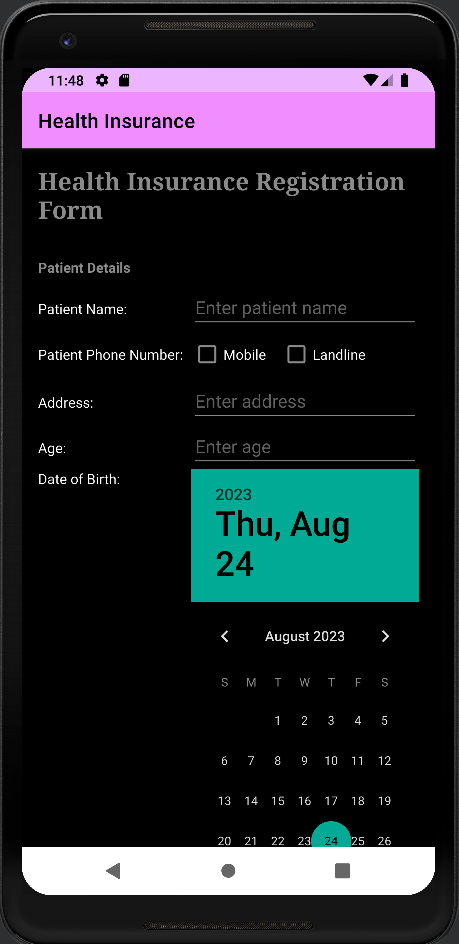 11:48
Health Insurance
Health Insurance Registration
Form
Patient Details
Patient Name: Enter patient name
Patient Phone Number: Mobile Landline
Address: Enter address
Age: Enter age
Date of Birth:
2023
Thu, Aug
24
August 2023
S M T W T F S
1 2 3 4 5
6 7 8 9 10 11 12
13 14 15 16 17 18 19
20 21 22 23 24 25 26